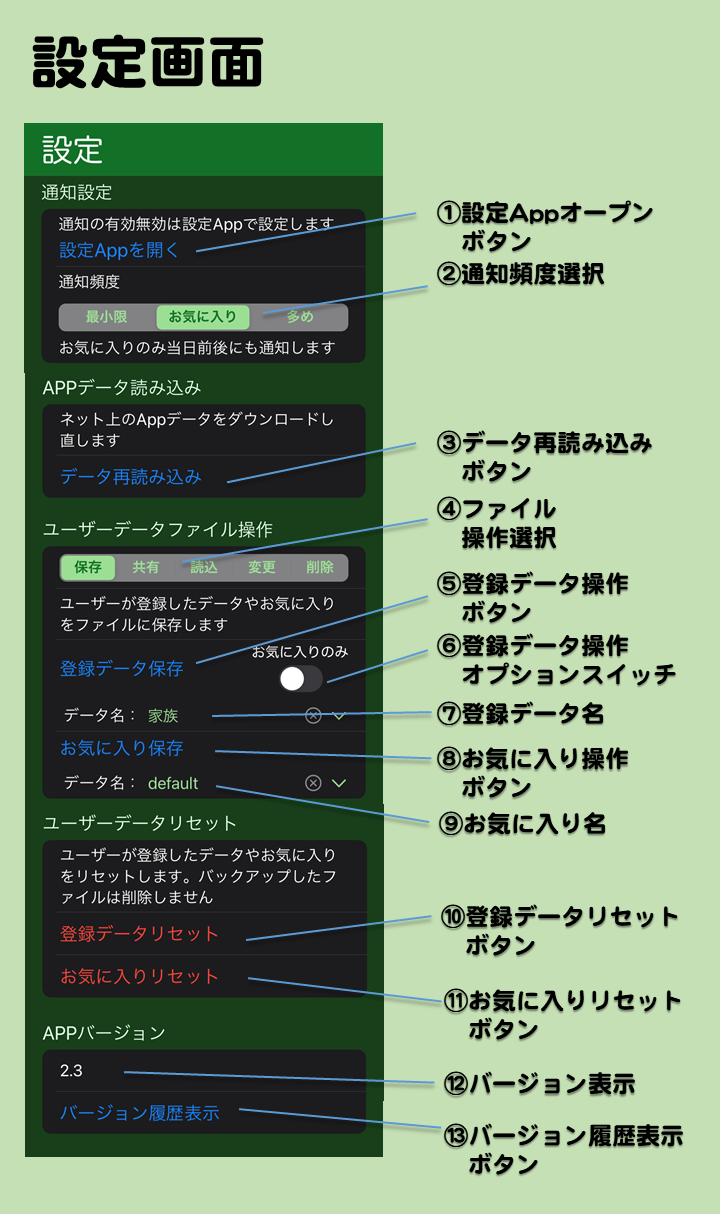 設定画面
設定
通知設定
通知の有効無効は設定Appで設定します
設定Appを開く
通知頻度
最小限 お気に入り 多め
お気に入りのみ当日前後にも通知します
APPデータ読み込み
ネット上のAppデータをダウンロードし
直します
データ再読み込み
ユーザーデータファイル操作
保存 共有 読込 変更 削除
ユーザーが登録したデータやお気に入り
をファイルに保存します
お気に入りのみ
登録データ保存
データ名： 家族
お気に入り保存
データ名： default
ユーザーデータリセット
ユーザーが登録したデータやお気に入り
をリセットします。バックアップしたフ
ァイルは削除しません
登録データリセット
お気に入りリセット
APPバージョン
2.3
バージョン履歴表示
①設定Appオープン
ボタン
②通知頻度選択
③データ再読み込み
ボタン
④ファイル
操作選択
⑤登録データ操作
ボタン
⑥登録データ操作
オプションスイッチ
⑦登録データ名
⑧お気に入り操作
ボタン
⑨お気に入り名
⑩登録データリセット
ボタン
⑪お気に入りリセット
ボタン
⑫バージョン表示
⑬バージョン履歴表示
ボタン